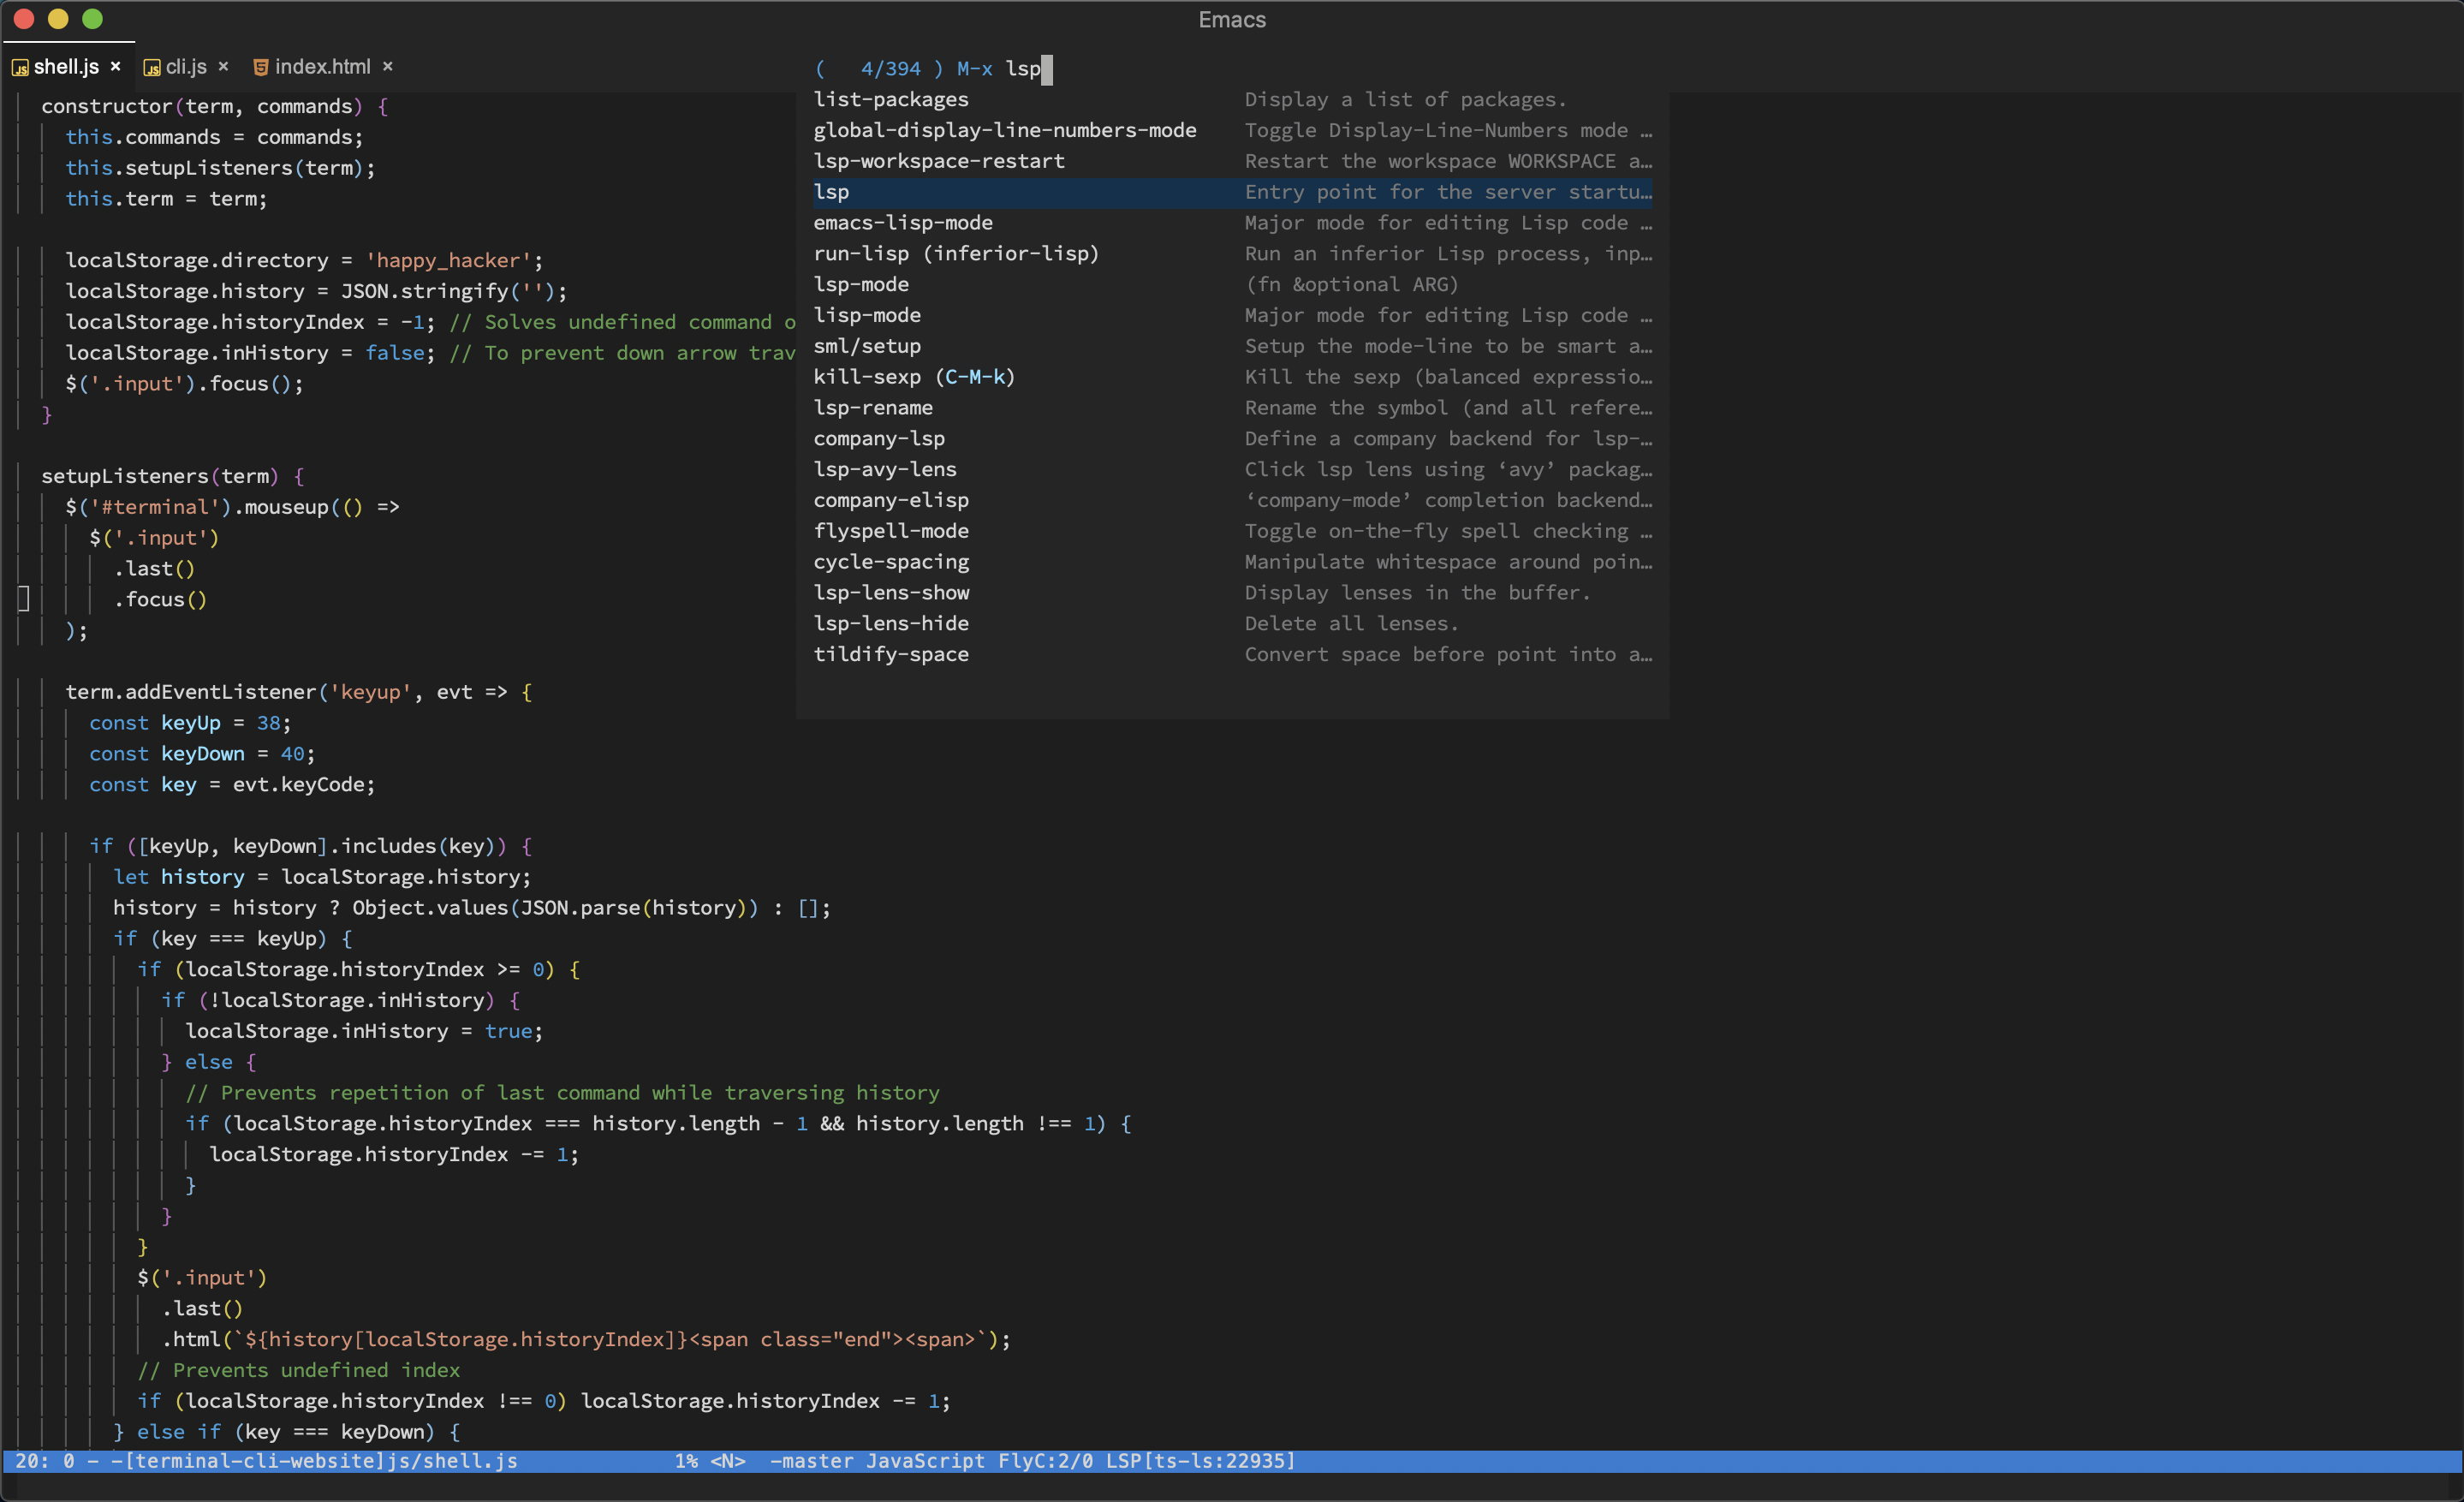 Emacs
shell.js × cli.js × index.html ×
( 4/394 ) M-x lsp
list-packages Display a list of packages.
global-display-line-numbers-mode Toggle Display-Line-Numbers mode …
lsp-workspace-restart Restart the workspace WORKSPACE a…
lsp Entry point for the server startu…
emacs-lisp-mode Major mode for editing Lisp code …
run-lisp (inferior-lisp) Run an inferior Lisp process, inp…
lsp-mode (fn &optional ARG)
lisp-mode Major mode for editing Lisp code …
sml/setup Setup the mode-line to be smart a…
kill-sexp (C-M-k) Kill the sexp (balanced expressio…
lsp-rename Rename the symbol (and all refere…
company-lsp Define a company backend for lsp-…
lsp-avy-lens Click lsp lens using ‘avy’ packag…
company-elisp ‘company-mode’ completion backend…
flyspell-mode Toggle on-the-fly spell checking …
cycle-spacing Manipulate whitespace around poin…
lsp-lens-show Display lenses in the buffer.
lsp-lens-hide Delete all lenses.
tildify-space Convert space before point into a…
constructor(term, commands) {
this.commands = commands;
this.setupListeners(term);
this.term = term;
localStorage.directory = 'happy_hacker';
localStorage.history = JSON.stringify('');
localStorage.historyIndex = -1; // Solves undefined command o
localStorage.inHistory = false; // To prevent down arrow trav
$('.input').focus();
}
setupListeners(term) {
$('#terminal').mouseup(() =>
$('.input')
.last()
.focus()
);
term.addEventListener('keyup', evt => {
const keyUp = 38;
const keyDown = 40;
const key = evt.keyCode;
if ([keyUp, keyDown].includes(key)) {
let history = localStorage.history;
history = history ? Object.values(JSON.parse(history)) : [];
if (key === keyUp) {
if (localStorage.historyIndex >= 0) {
if (!localStorage.inHistory) {
localStorage.inHistory = true;
} else {
// Prevents repetition of last command while traversing history
if (localStorage.historyIndex === history.length - 1 && history.length !== 1) {
localStorage.historyIndex -= 1;
}
}
}
$('.input')
.last()
.html(`${history[localStorage.historyIndex]}<span class="end"><span>`);
// Prevents undefined index
if (localStorage.historyIndex !== 0) localStorage.historyIndex -= 1;
} else if (key === keyDown) {
20: 0 - -[terminal-cli-website]js/shell.js 1% <N> -master JavaScript FlyC:2/0 LSP[ts-ls:22935]